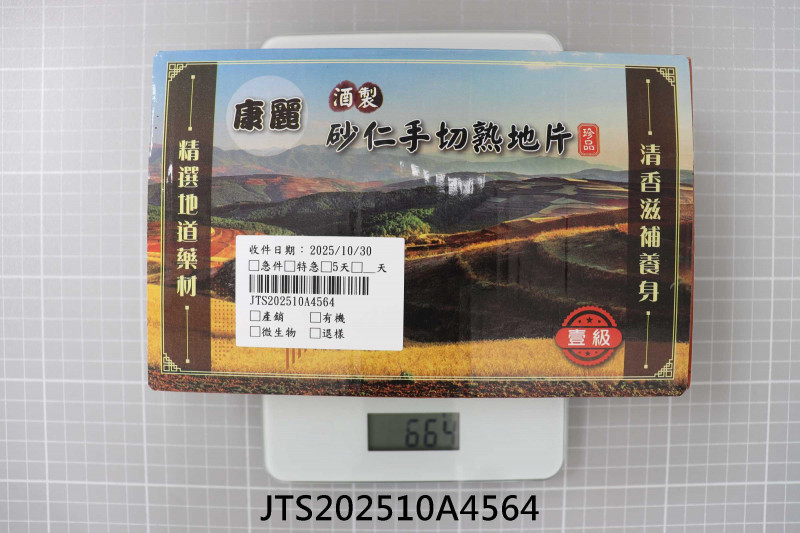 康麗
酒製
砂仁手切熟地片
珍品
精選地道藥材
清香滋補養身
收件日期：2025/10/30
□急件□特急□5天□__天
JTS202510A4564
□產銷 □有機
□微生物 □退樣
壹級
664
JTS202510A4564